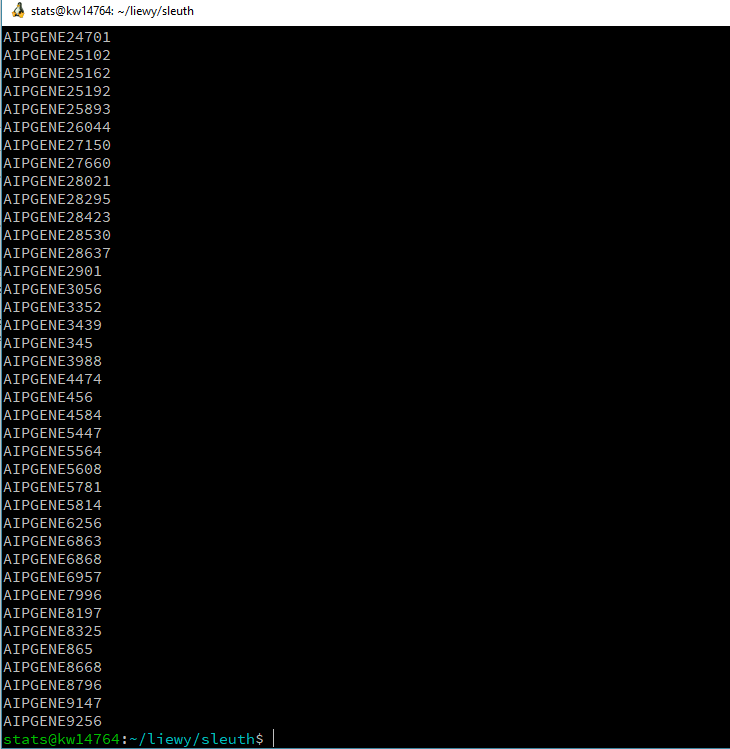 stats@kw14764: ~/liewy/sleuth
AIPGENE24701
AIPGENE25102
AIPGENE25162
AIPGENE25192
AIPGENE25893
AIPGENE26044
AIPGENE27150
AIPGENE27660
AIPGENE28021
AIPGENE28295
AIPGENE28423
AIPGENE28530
AIPGENE28637
AIPGENE2901
AIPGENE3056
AIPGENE3352
AIPGENE3439
AIPGENE345
AIPGENE3988
AIPGENE4474
AIPGENE456
AIPGENE4584
AIPGENE5447
AIPGENE5564
AIPGENE5608
AIPGENE5781
AIPGENE5814
AIPGENE6256
AIPGENE6863
AIPGENE6868
AIPGENE6957
AIPGENE7996
AIPGENE8197
AIPGENE8325
AIPGENE865
AIPGENE8668
AIPGENE8796
AIPGENE9147
AIPGENE9256
stats@kw14764:~/liewy/sleuth$